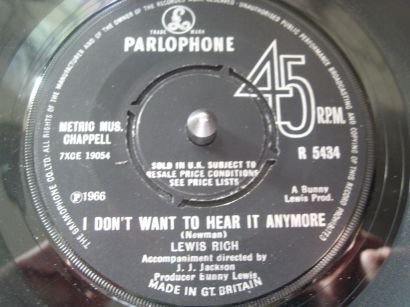 TRADE MARK
PARLOPHONE
45
R.P.M.
METRIC MUS.
CHAPPELL
7XCE 19054
R 5434
SOLD IN U.K. SUBJECT TO
RESALE PRICE CONDITIONS
SEE PRICE LISTS
Ⓟ1966
A Bunny
Lewis Prod.
I DON'T WANT TO HEAR IT ANYMORE
(Newman)
LEWIS RICH
Accompaniment directed by
J. J. Jackson
Producer Bunny Lewis
MADE IN GT. BRITAIN
THE GRAMOPHONE CO. LTD. ALL RIGHTS OF THE MANUFACTURER AND OF THE OWNER OF THE RECORDED WORK RESERVED UNAUTHORISED PUBLIC PERFORMANCE BROADCASTING AND COPYING OF THIS RECORD PROHIBITED